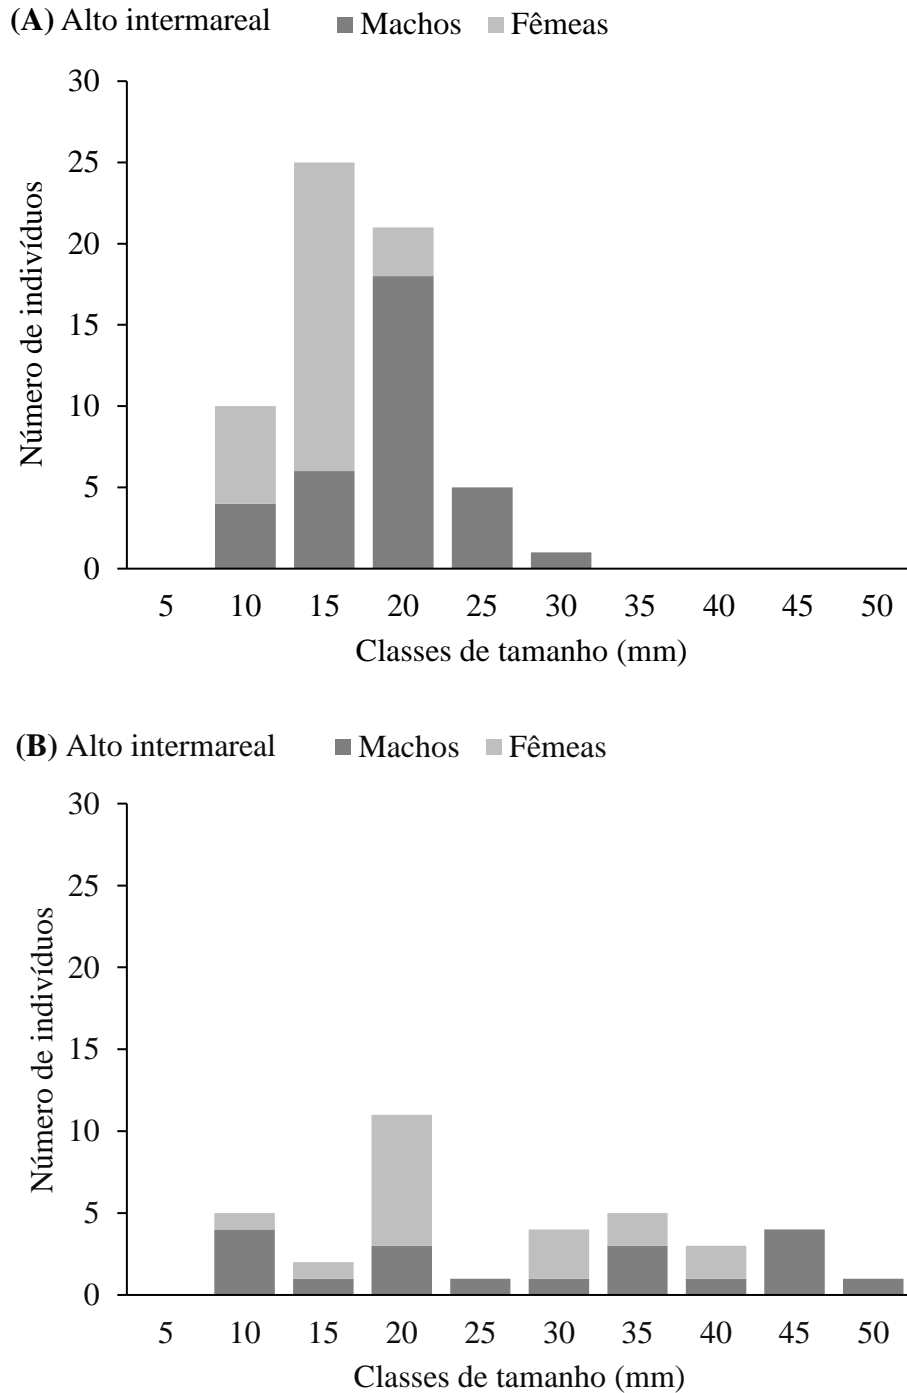 (A) Alto intermareal ■ Machos ■ Fêmeas
30
25
20
15
10
5
0
Número de indivíduos
5 10 15 20 25 30 35 40 45 50
Classes de tamanho (mm)
(B) Alto intermareal ■ Machos ■ Fêmeas
30
25
20
15
10
5
0
Número de indivíduos
5 10 15 20 25 30 35 40 45 50
Classes de tamanho (mm)